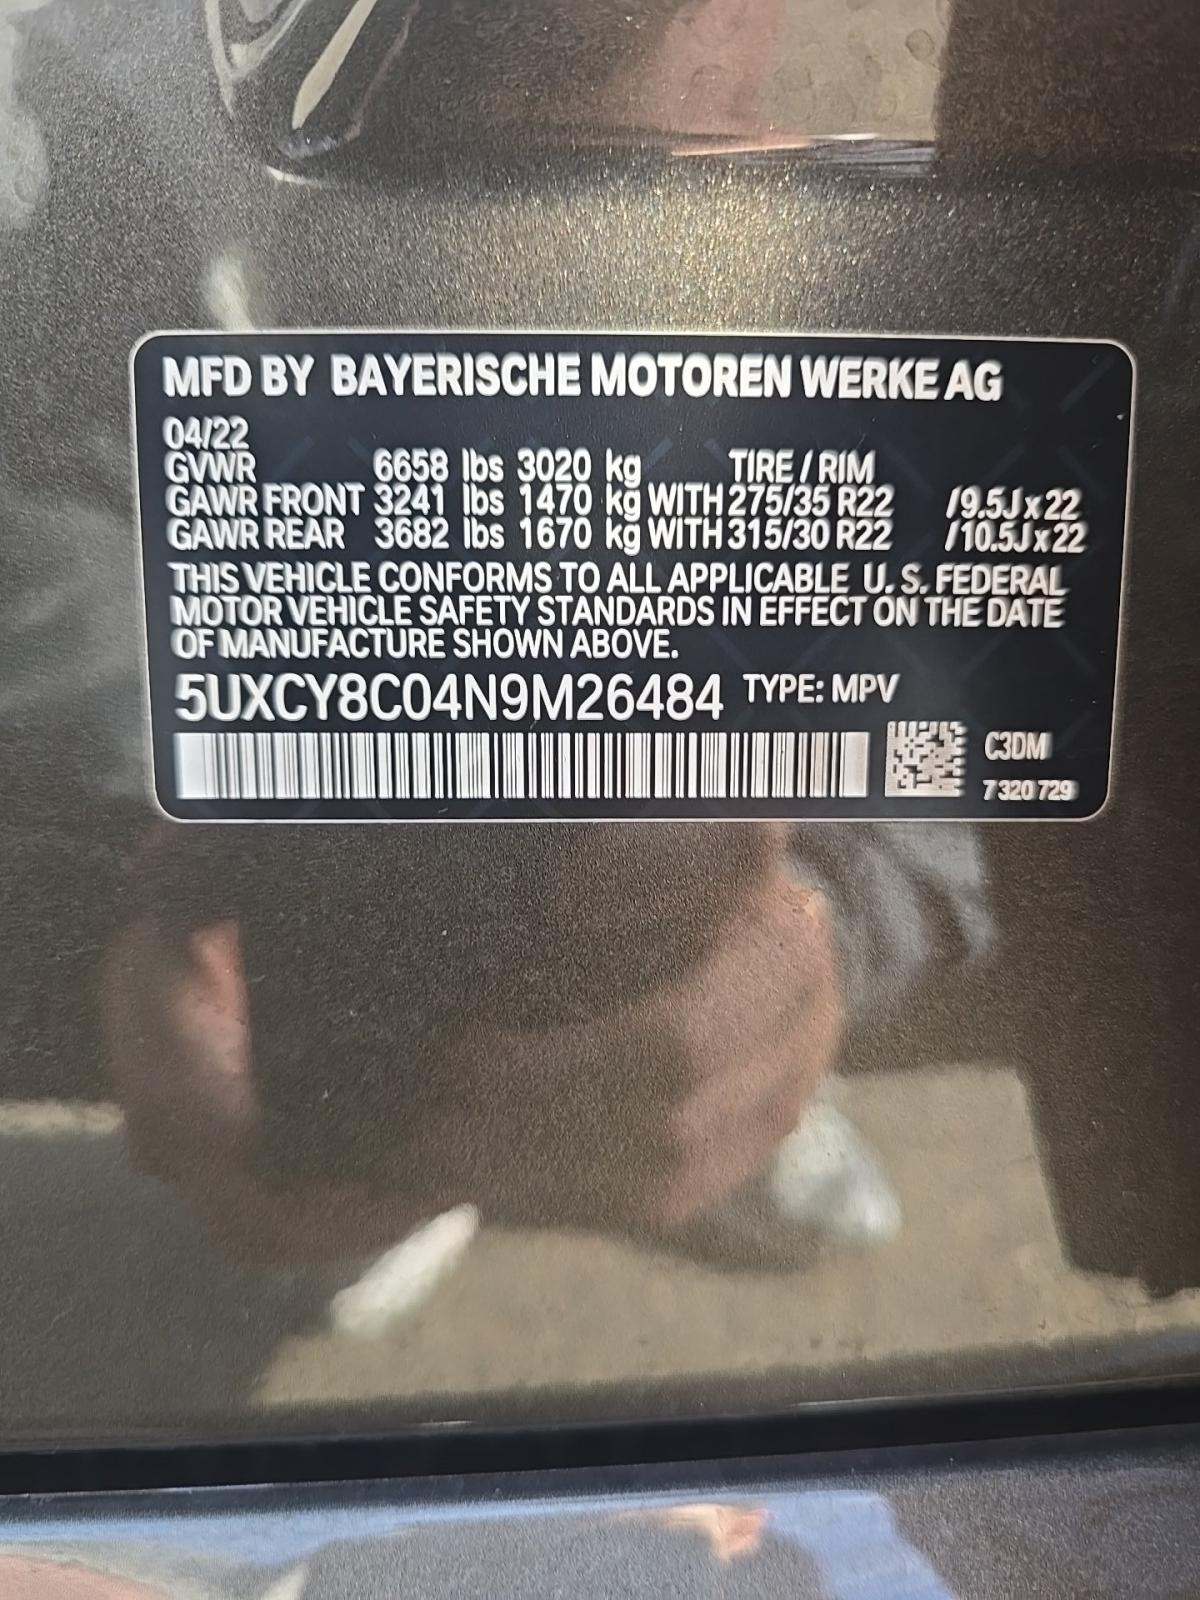 MFD BY BAYERISCHE MOTOREN WERKE AG
04/22
GVWR 6658 lbs 3020 kg TIRE / RIM
GAWR FRONT 3241 lbs 1470 kg WITH 275/35 R22 /9.5J x 22
GAWR REAR 3682 lbs 1670 kg WITH 315/30 R22 /10.5J x 22
THIS VEHICLE CONFORMS TO ALL APPLICABLE U. S. FEDERAL
MOTOR VEHICLE SAFETY STANDARDS IN EFFECT ON THE DATE
OF MANUFACTURE SHOWN ABOVE.
5UXCY8C04N9M26484 TYPE: MPV
C3DM
7 320 729